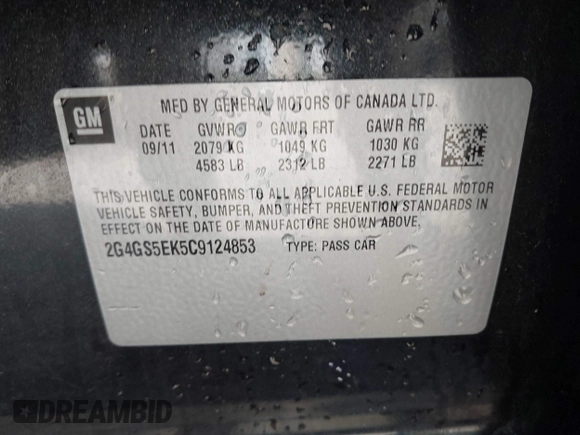 GM
MFD BY GENERAL MOTORS OF CANADA LTD.
DATE GVWR GAWR FRT GAWR RR
09/11 2079 KG 1049 KG 1030 KG
4583 LB 2312 LB 2271 LB
THIS VEHICLE CONFORMS TO ALL APPLICABLE U.S. FEDERAL MOTOR
VEHICLE SAFETY, BUMPER, AND THEFT PREVENTION STANDARDS IN
EFFECT ON THE DATE OF MANUFACTURE SHOWN ABOVE.
2G4GS5EK5C9124853 TYPE: PASS CAR
DREAMBID